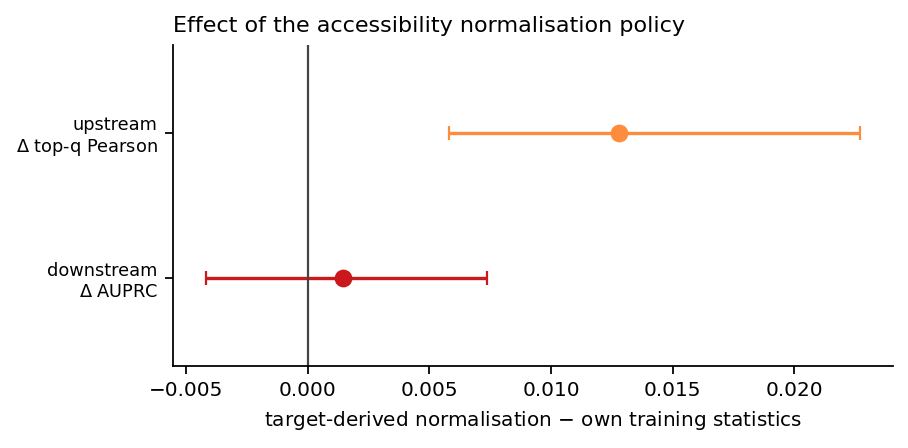 Effect of the accessibility normalisation policy
upstream
Δ top-q Pearson
downstream
Δ AUPRC
−0.005 0.000 0.005 0.010 0.015 0.020
target-derived normalisation − own training statistics